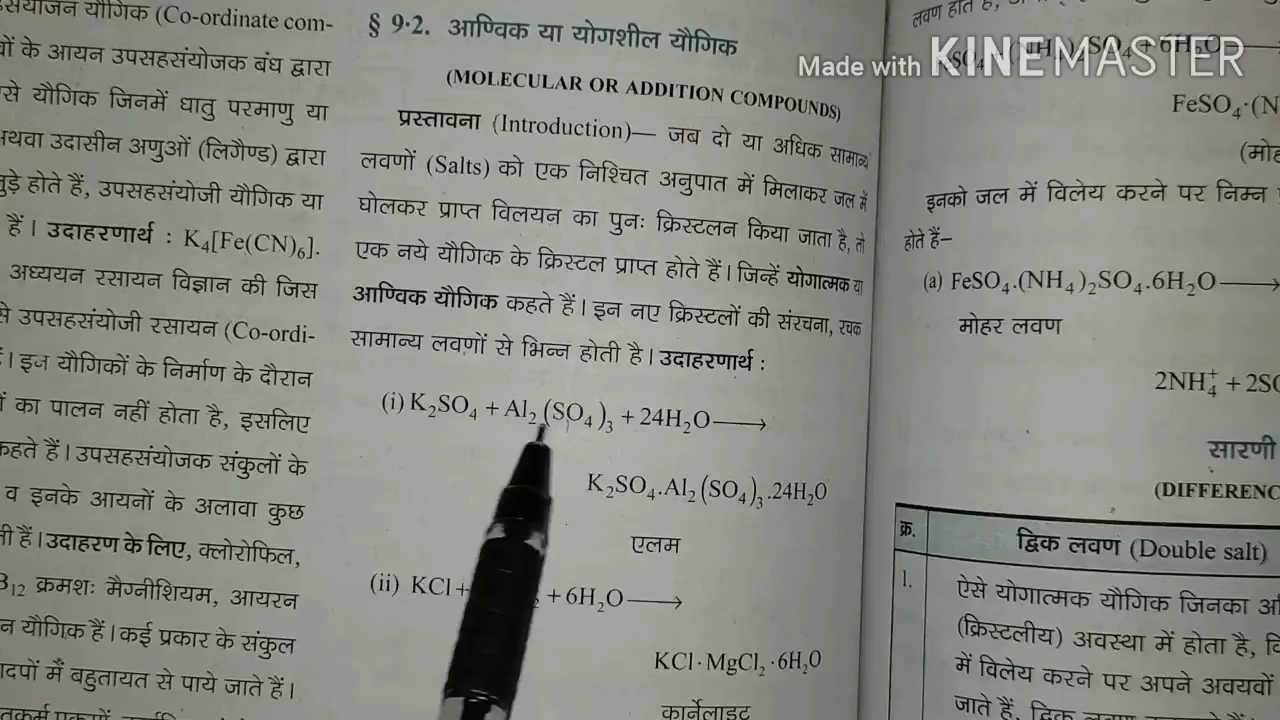 यौगिक (Co-ordinate com-
के आयन उपसहसंयोजक बंध द्वारा
से यौगिक जिनमें धातु परमाणु या
अथवा उदासीन अणुओं (लिगैण्ड) द्वारा
होते हैं, उपसहसंयोजी यौगिक या
हैं। उदाहरणार्थ : K₄[Fe(CN)₆].
अध्ययन रसायन विज्ञान की जिस
उपसहसंयोजी रसायन (Co-ordi-
यौगिकों के निर्माण के दौरान
का पालन नहीं होता है, इसलिए
कहते हैं। उपसहसंयोजक संकुलों के
व इनके आयनों के अलावा कुछ
हैं। उदाहरण के लिए, क्लोरोफिल,
B₁₂ क्रमशः मैग्नीशियम, आयरन
यौगिक हैं। कई प्रकार के संकुल
में बहुतायत से पाये जाते हैं।
§ 9·2. आण्विक या योगशील यौगिक
(MOLECULAR OR ADDITION COMPOUNDS)
प्रस्तावना (Introduction)— जब दो या अधिक सामान्य
लवणों (Salts) को एक निश्चित अनुपात में मिलाकर जल में
घोलकर प्राप्त विलयन का पुनः क्रिस्टलन किया जाता है, तो
एक नये यौगिक के क्रिस्टल प्राप्त होते हैं। जिन्हें योगात्मक या
आण्विक यौगिक कहते हैं। इन नए क्रिस्टलों की संरचना, रचक
सामान्य लवणों से भिन्न होती है। उदाहरणार्थ :
(i) K₂SO₄ + Al₂(SO₄)₃ + 24H₂O ⟶
K₂SO₄.Al₂(SO₄)₃.24H₂O
एलम
(ii) KCl + + 6H₂O ⟶
KCl·MgCl₂·6H₂O
कार्नेलाइट
लवण होते हैं,
(NH₄)₂SO₄ + 6H₂O
Made with KINEMASTER
FeSO₄·(N
(मोह
इनको जल में विलेय करने पर निम्न
होते हैं–
(a) FeSO₄.(NH₄)₂SO₄.6H₂O ⟶
मोहर लवण
2NH₄⁺ + 2SO
सारणी
(DIFFERENC
क्र. द्विक लवण (Double salt)
1. ऐसे योगात्मक यौगिक जिनका
(क्रिस्टलीय) अवस्था में होता है,
में विलेय करने पर अपने अवयवों
जाते हैं, द्विक लवण